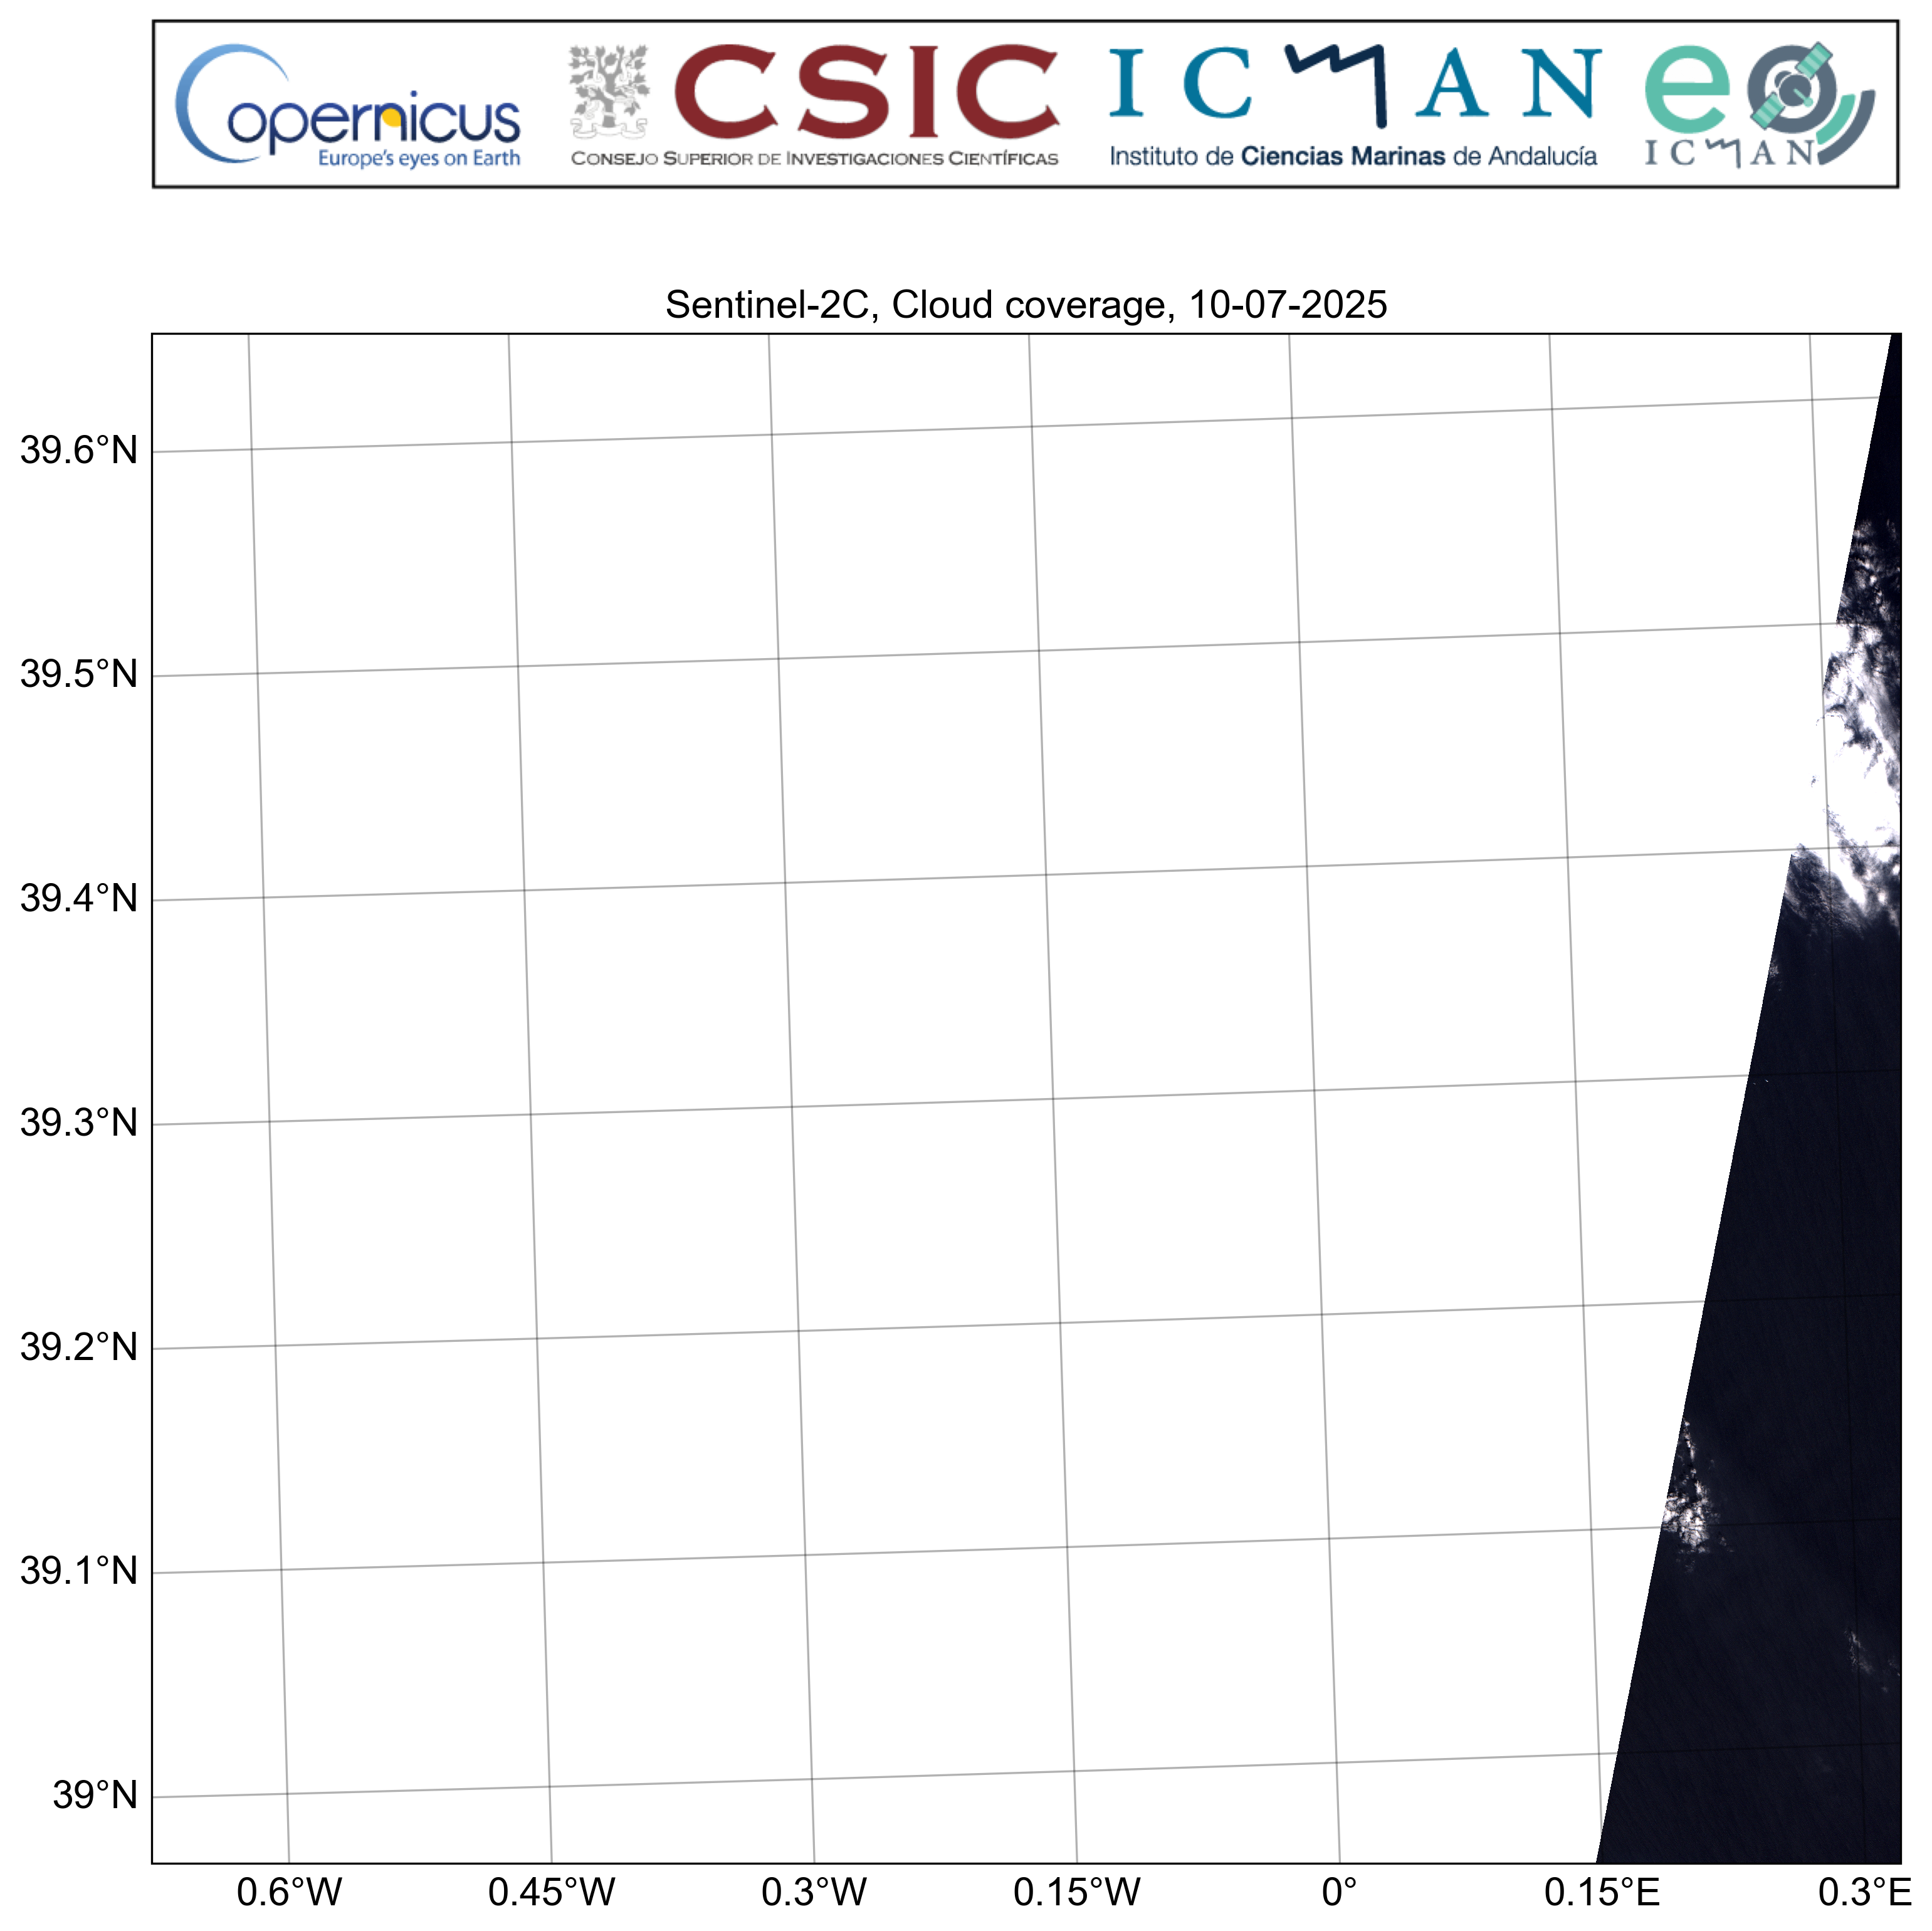 Copernicus
Europe's eyes on Earth
CSIC
CONSEJO SUPERIOR DE INVESTIGACIONES CIENTÍFICAS
ICMAN
Instituto de Ciencias Marinas de Andalucía
eo
ICMAN
Sentinel-2C, Cloud coverage, 10-07-2025
39.6°N
39.5°N
39.4°N
39.3°N
39.2°N
39.1°N
39°N
0.6°W 0.45°W 0.3°W 0.15°W 0° 0.15°E 0.3°E